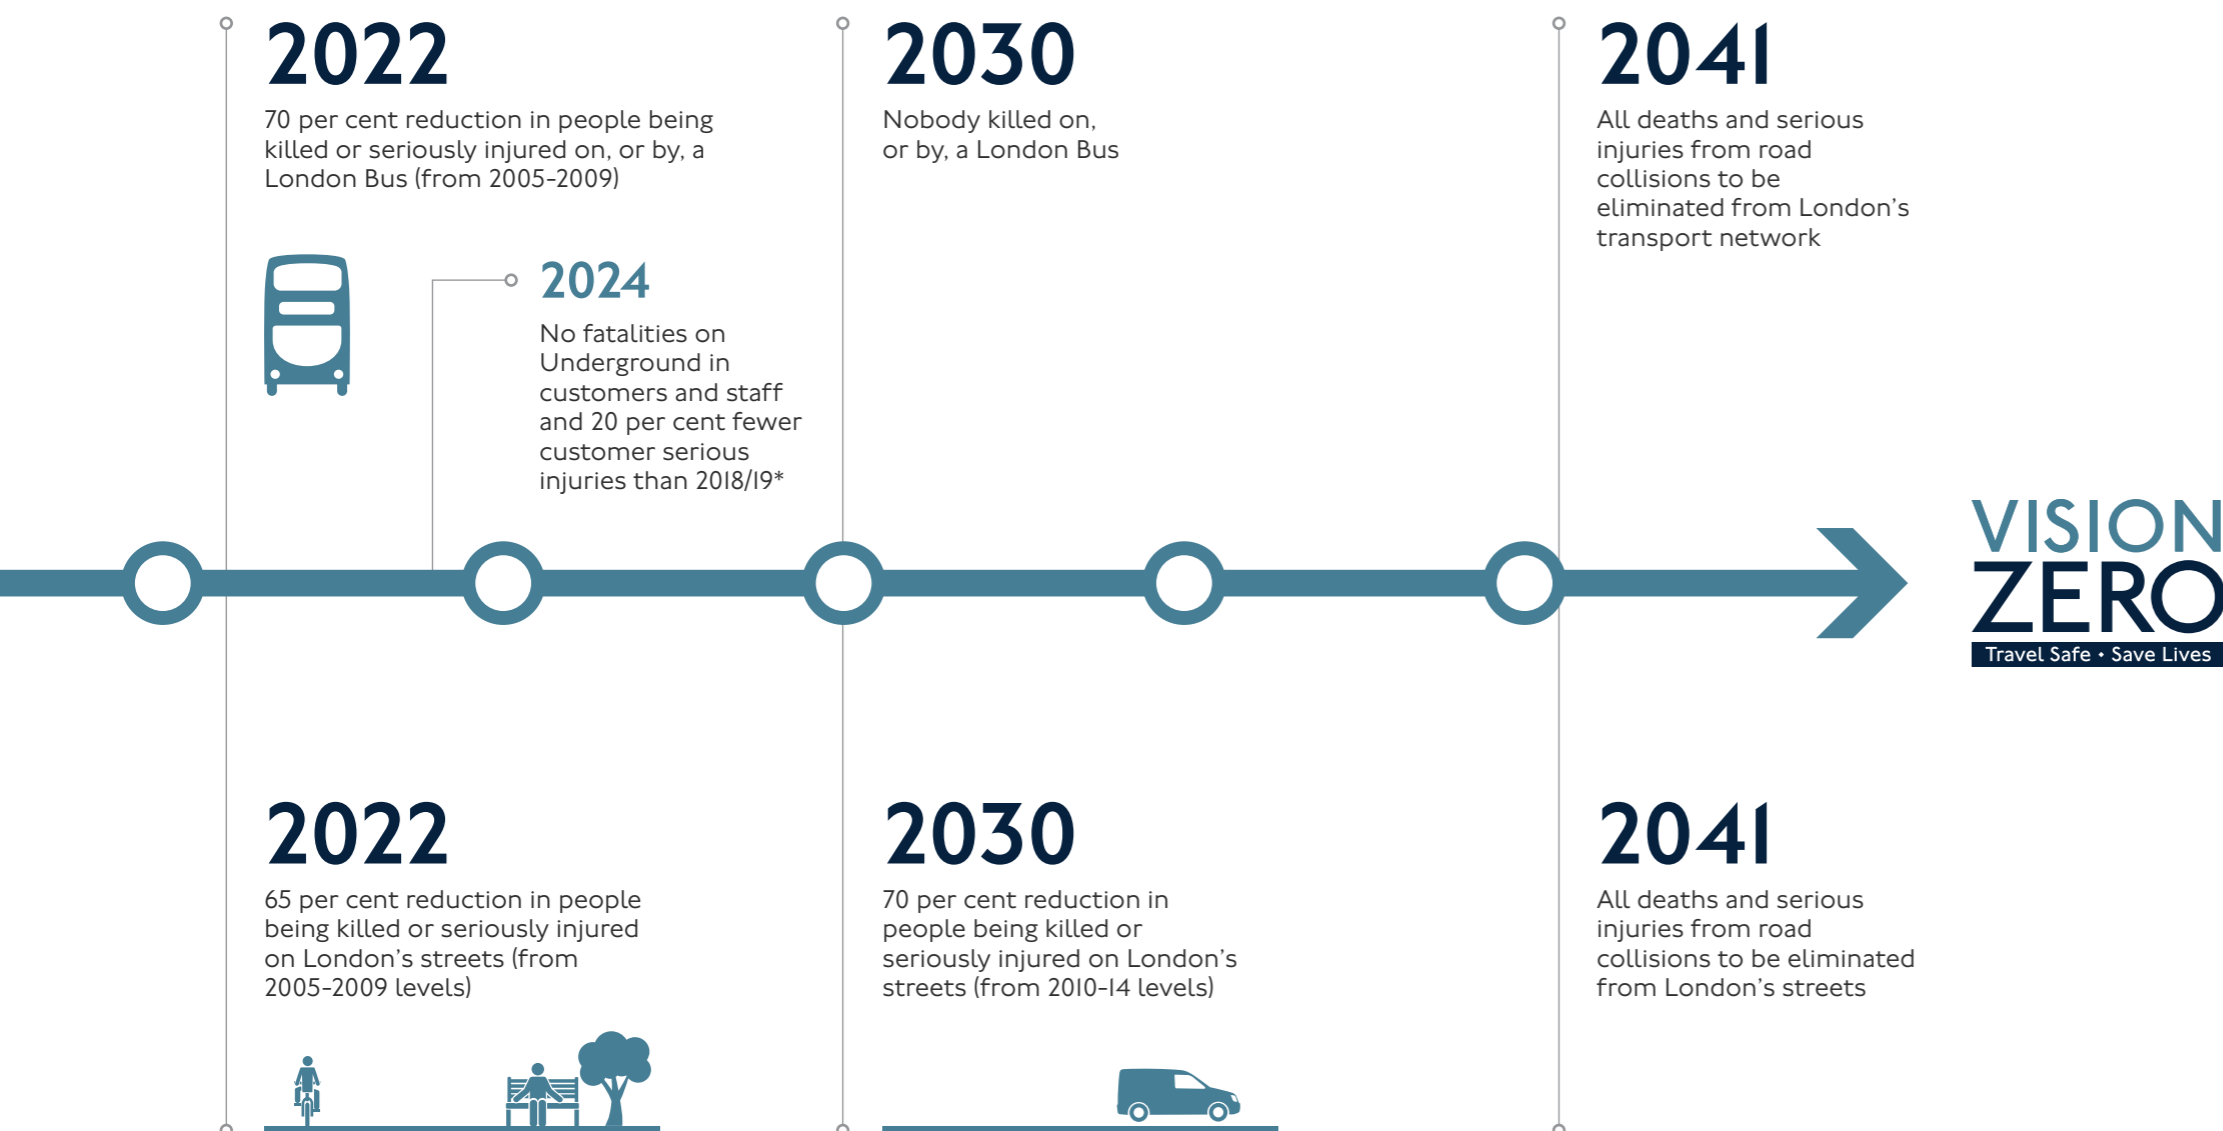 2022
70 per cent reduction in people being
killed or seriously injured on, or by, a
London Bus (from 2005-2009)
2024
No fatalities on
Underground in
customers and staff
and 20 per cent fewer
customer serious
injuries than 2018/19*
2030
Nobody killed on,
or by, a London Bus
2041
All deaths and serious
injuries from road
collisions to be
eliminated from London’s
transport network
VISION
ZERO
Travel Safe • Save Lives
2022
65 per cent reduction in people
being killed or seriously injured
on London’s streets (from
2005-2009 levels)
2030
70 per cent reduction in
people being killed or
seriously injured on London’s
streets (from 2010-14 levels)
2041
All deaths and serious
injuries from road
collisions to be eliminated
from London’s streets